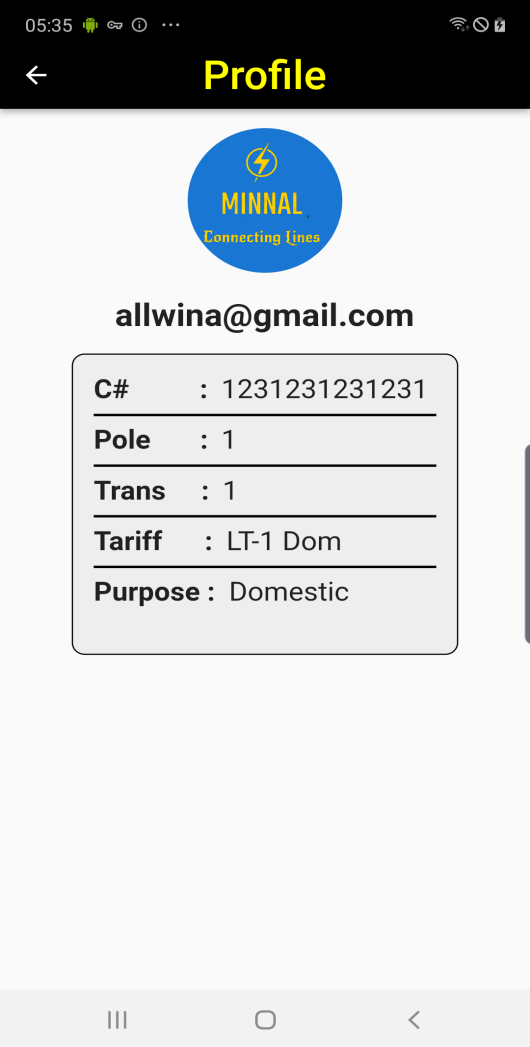 05:35
Profile
MINNAL
Connecting Lines
allwina@gmail.com
C# : 1231231231231
Pole : 1
Trans : 1
Tariff : LT-1 Dom
Purpose : Domestic